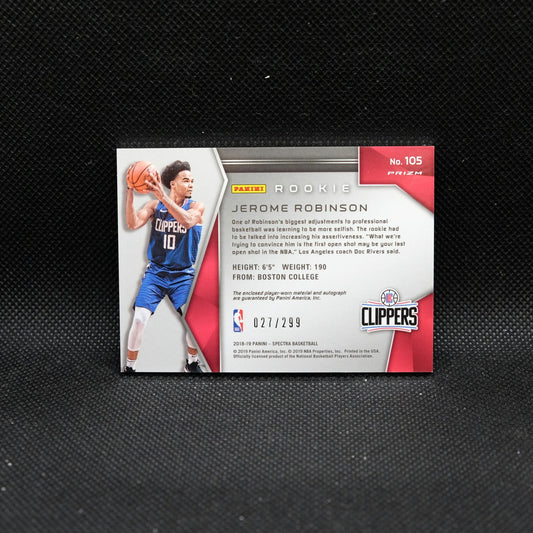 No. 105
PRIZM
PANINI ROOKIE
JEROME ROBINSON
One of Robinson's biggest adjustments to professional
basketball was learning to be more selfish. The rookie had
to be talked into increasing his assertiveness. "What we're
trying to convince him is the first open shot may be your last
open shot in the NBA," Los Angeles coach Doc Rivers said.
HEIGHT: 6'5" WEIGHT: 190
FROM: BOSTON COLLEGE
The enclosed player-worn material and autograph
are guaranteed by Panini America, Inc.
027/299
LAC
CLIPPERS
2018-19 PANINI – SPECTRA BASKETBALL
© 2019 Panini America, Inc. © 2019 NBA Properties, Inc. Printed in the USA.
Officially licensed product of the National Basketball Players Association.
CLIPPERS
10